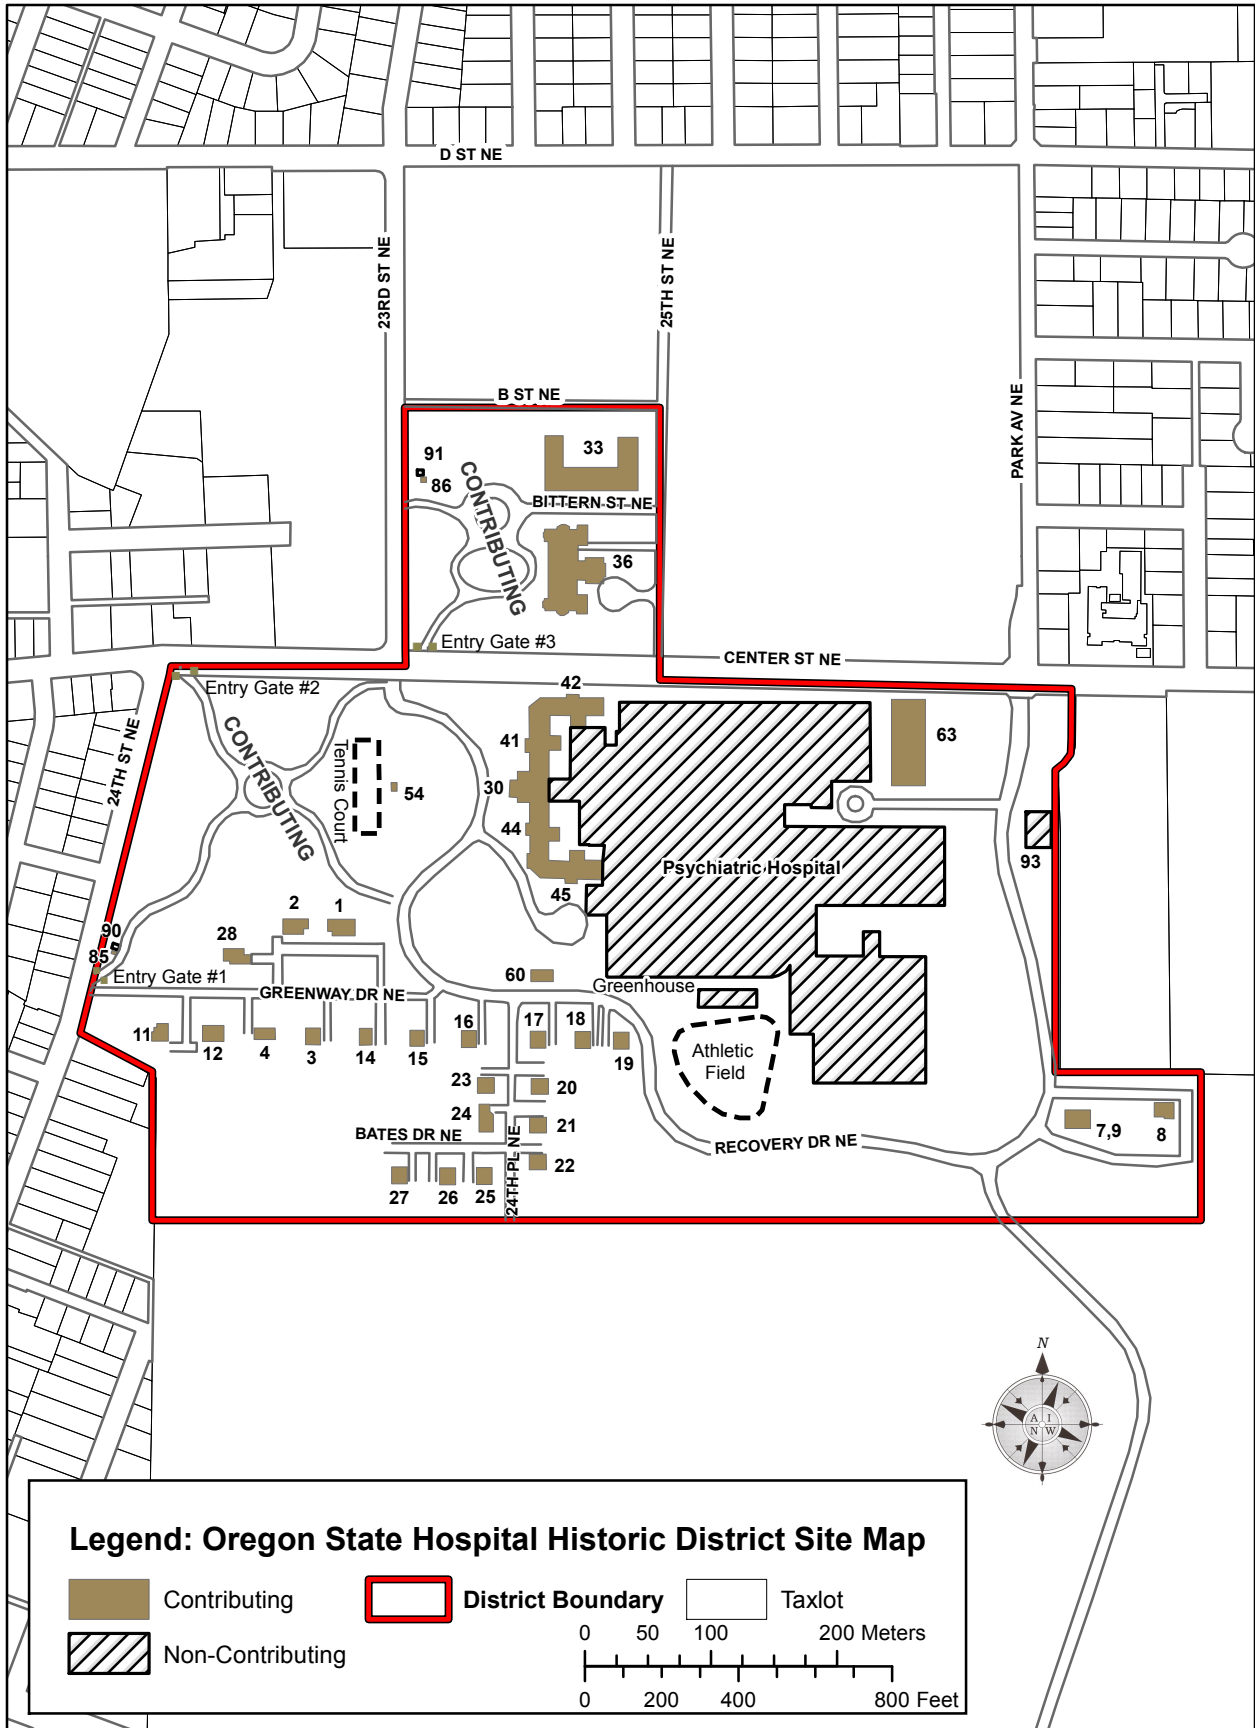 D ST NE
23RD ST NE
25TH ST NE
PARK AV NE
B ST NE
91
86
33
CONTRIBUTING
BITTERN ST NE
36
Entry Gate #3
CENTER ST NE
Entry Gate #2
24TH ST NE
CONTRIBUTING
Tennis Court
54
42
41
30
44
45
63
93
Psychiatric Hospital
2
1
28
90
85
Entry Gate #1
GREENWAY DR NE
60
Greenhouse
11
12
4
3
14
15
16
17
18
19
Athletic
Field
23
20
24
21
BATES DR NE
22
24TH PL NE
27
26
25
RECOVERY DR NE
7,9
8
N
A I
N W
Legend: Oregon State Hospital Historic District Site Map
Contributing
District Boundary
Taxlot
Non-Contributing
0 50 100 200 Meters
0 200 400 800 Feet